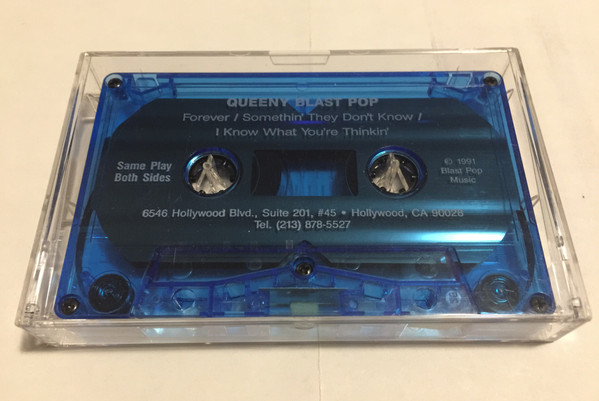 QUEENY BLAST POP
Forever / Somethin' They Don't Know /
I Know What You're Thinkin'
Same Play
Both Sides
© 1991
Blast Pop
Music
6546 Hollywood Blvd., Suite 201, #45 • Hollywood, CA 90028
Tel. (213) 878-5527